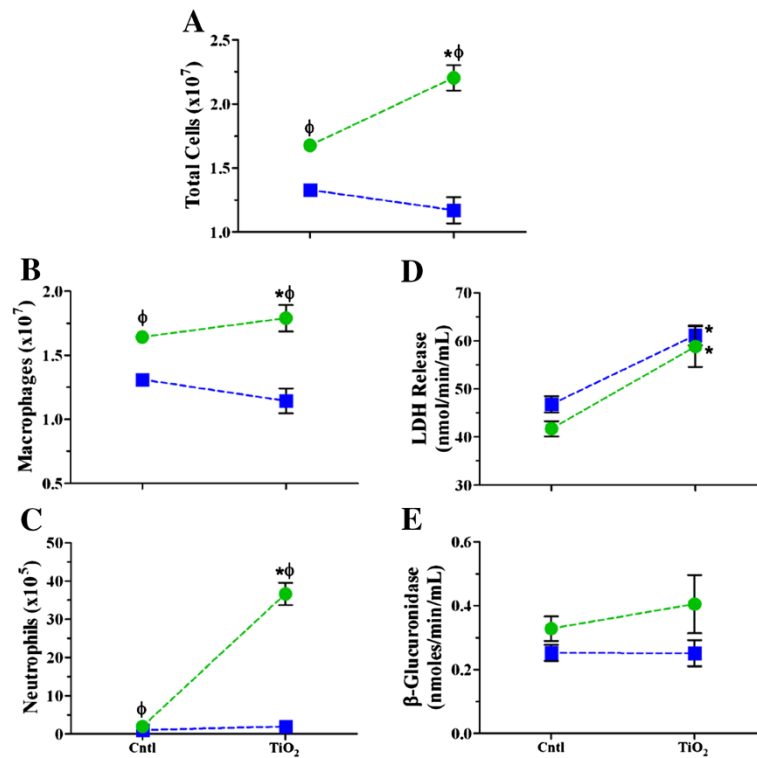 A
Total Cells (x10⁷)
2.5
2.0
1.5
1.0
ϕ
*ϕ
B
Macrophages (x10⁷)
2.0
1.5
1.0
0.5
ϕ
*ϕ
C
Neutrophils (x10⁵)
50
40
30
20
10
0
ϕ
*ϕ
Cntl
TiO₂
D
LDH Release
(nmol/min/mL)
70
60
50
40
30
*
*
E
β-Glucuronidase
(nmoles/min/mL)
0.6
0.4
0.2
0.0
Cntl
TiO₂